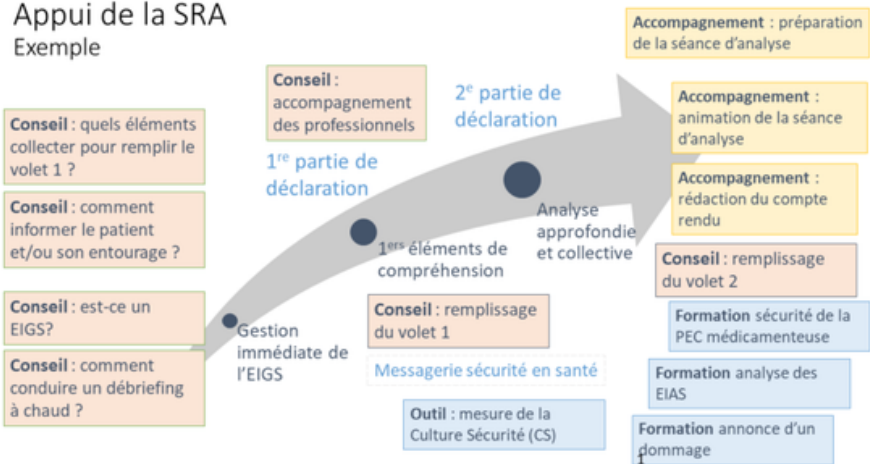 Appui de la SRA
Exemple
Conseil : quels éléments
collecter pour remplir le
volet 1 ?
Conseil : comment
informer le patient
et/ou son entourage ?
Conseil : est-ce un
EIGS?
Conseil : comment
conduire un débriefing
à chaud ?
Gestion
immédiate de
l'EIGS
Conseil :
accompagnement
des professionnels
1re partie de
déclaration
1ers éléments de
compréhension
Conseil : remplissage
du volet 1
Messagerie sécurité en santé
Outil : mesure de la
Culture Sécurité (CS)
2e partie de
déclaration
Analyse
approfondie
et collective
Accompagnement : préparation
de la séance d'analyse
Accompagnement :
animation de la séance
d'analyse
Accompagnement :
rédaction du compte
rendu
Conseil : remplissage
du volet 2
Formation sécurité de la
PEC médicamenteuse
Formation analyse des
EIAS
Formation annonce d'un
dommage
1